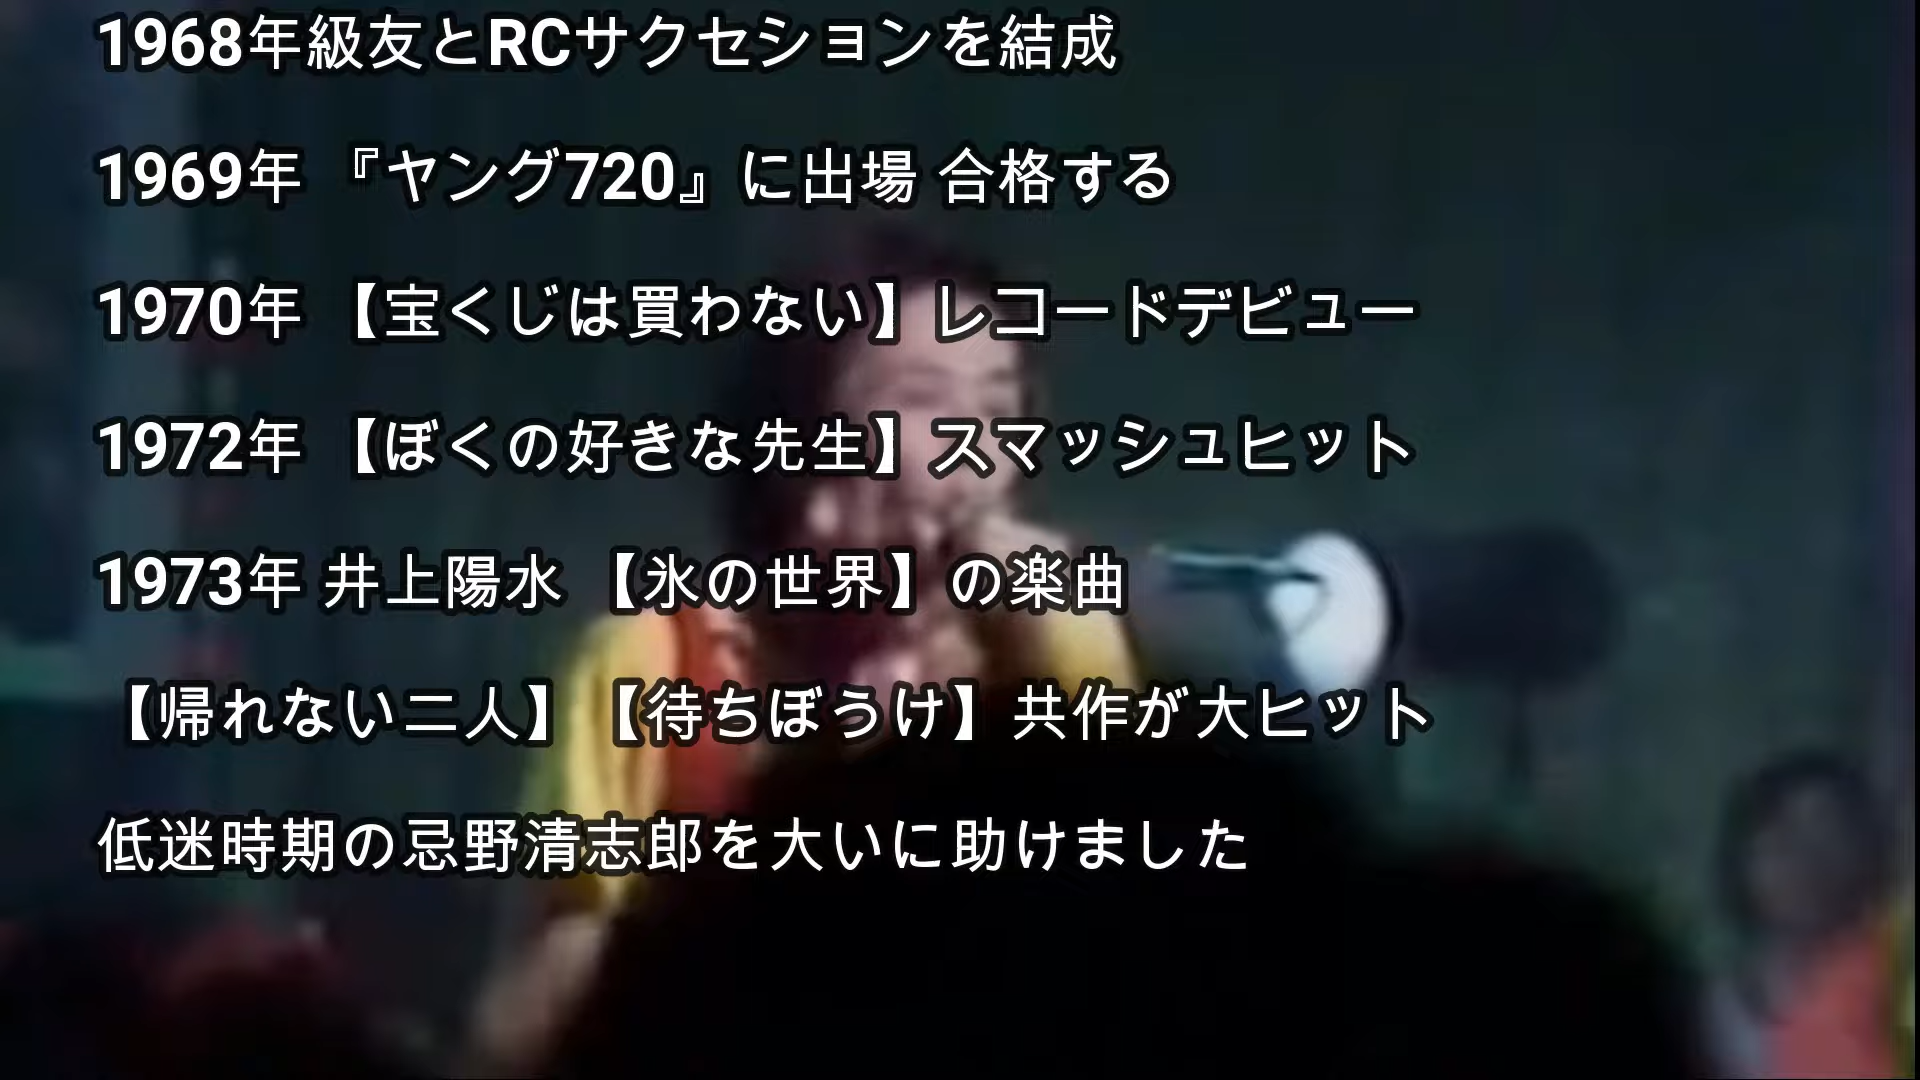 1968年級友とRCサクセションを結成
1969年 『ヤング720』に出場 合格する
1970年 【宝くじは買わない】レコードデビュー
1972年 【ぼくの好きな先生】スマッシュヒット
1973年 井上陽水 【氷の世界】の楽曲
【帰れない二人】【待ちぼうけ】共作が大ヒット
低迷時期の忌野清志郎を大いに助けました